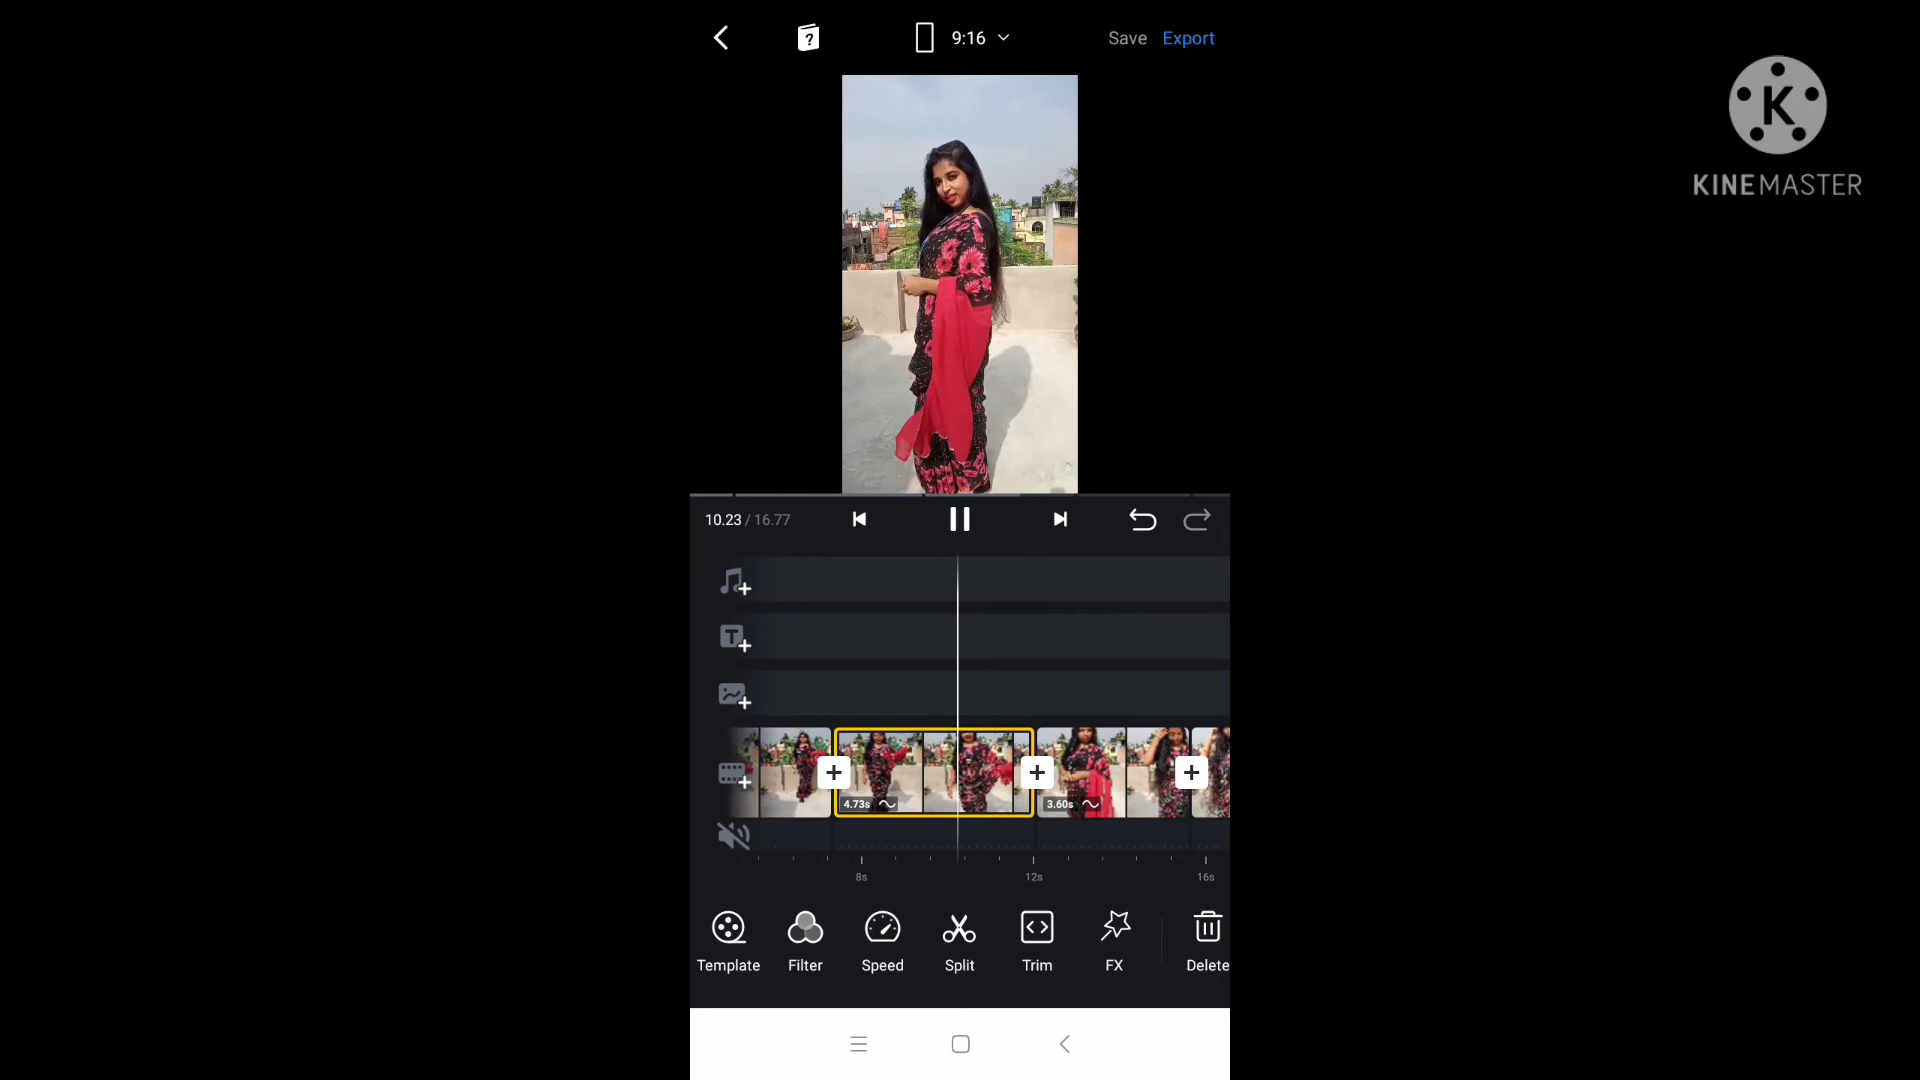 9:16
Save
Export
K
KINEMASTER
10.23 / 16.77
T
4.73s
3.60s
8s
12s
16s
Template
Filter
Speed
Split
Trim
FX
Delete